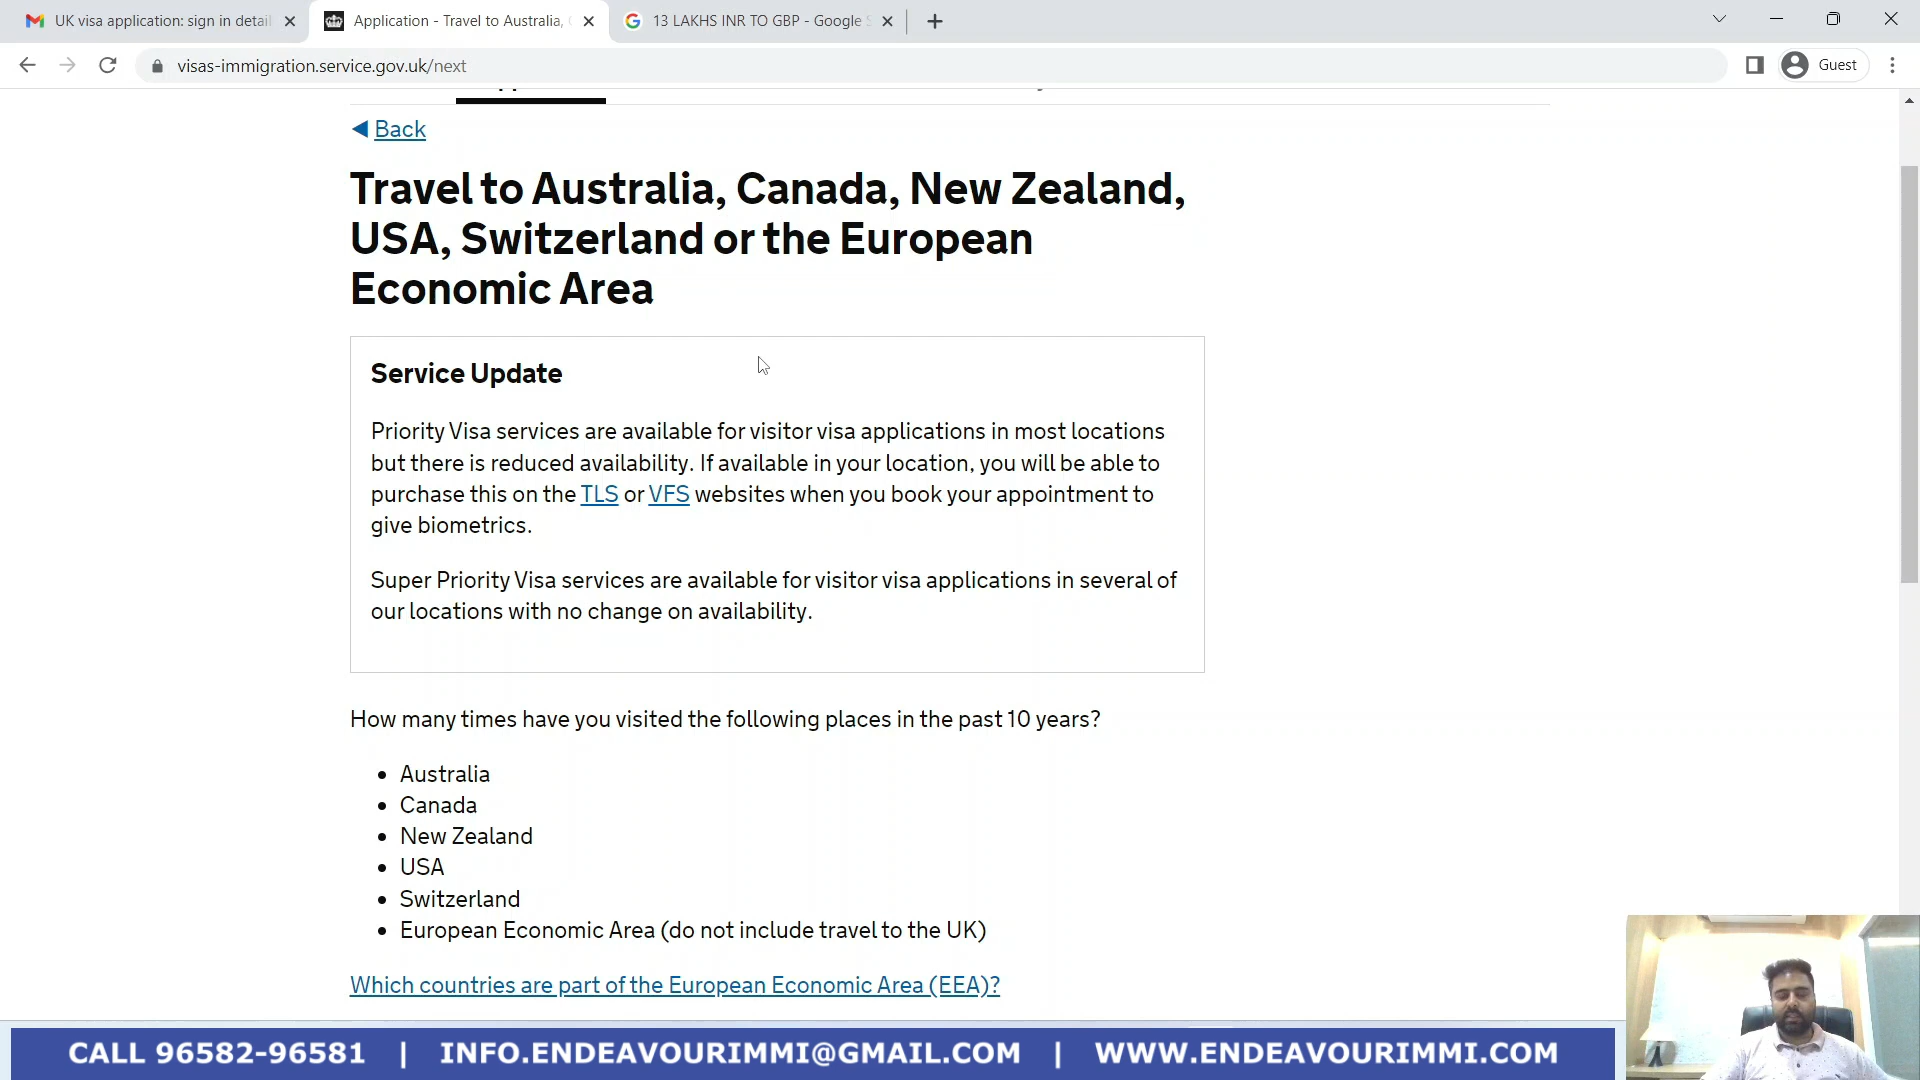 UK visa application: sign in detail
Application - Travel to Australia,
13 LAKHS INR TO GBP - Google S
visas-immigration.service.gov.uk/next
Guest
Back
Travel to Australia, Canada, New Zealand,
USA, Switzerland or the European
Economic Area
Service Update
Priority Visa services are available for visitor visa applications in most locations
but there is reduced availability. If available in your location, you will be able to
purchase this on the TLS or VFS websites when you book your appointment to
give biometrics.
Super Priority Visa services are available for visitor visa applications in several of
our locations with no change on availability.
How many times have you visited the following places in the past 10 years?
• Australia
• Canada
• New Zealand
• USA
• Switzerland
• European Economic Area (do not include travel to the UK)
Which countries are part of the European Economic Area (EEA)?
CALL 96582-96581 | INFO.ENDEAVOURIMMI@GMAIL.COM | WWW.ENDEAVOURIMMI.COM